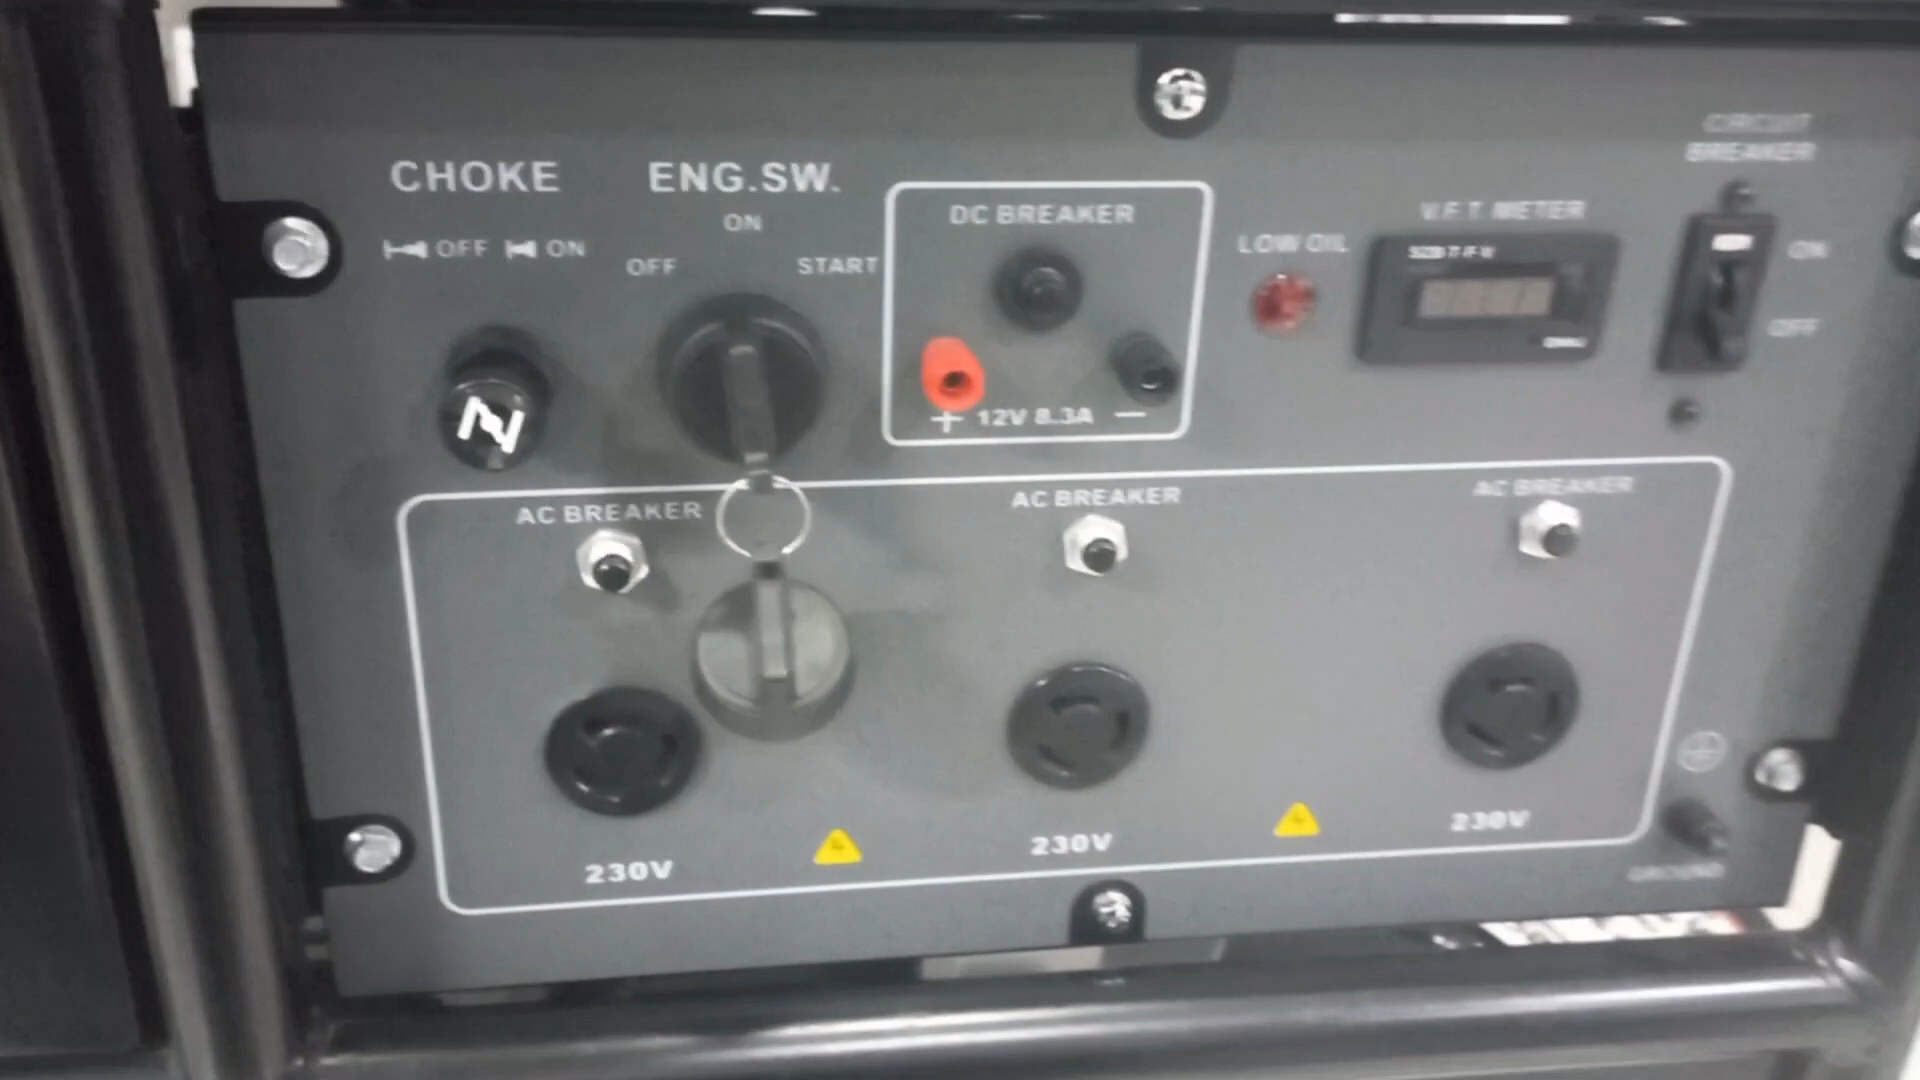 CIRCUIT
BREAKER
CHOKE
ENG.SW.
ON
OFF ON
OFF
START
DC BREAKER
+ 12V 8.3A −
LOW OIL
V.F.T. METER
ON
OFF
AC BREAKER
AC BREAKER
AC BREAKER
230V
230V
230V
GROUND